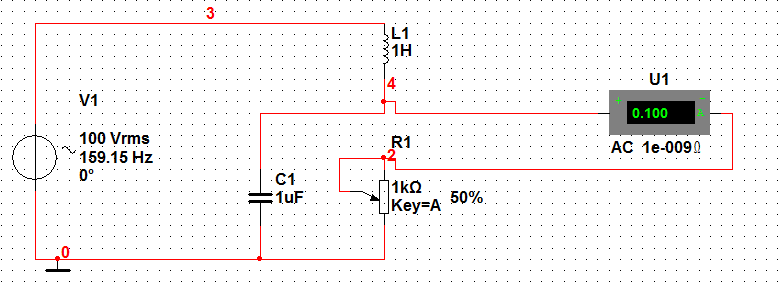 3
L1
1H
4
U1
V1
+
-
0.100
A
100 Vrms
159.15 Hz
0°
R1
2
AC 1e-009Ω
C1
1uF
1kΩ
Key=A
50%
0